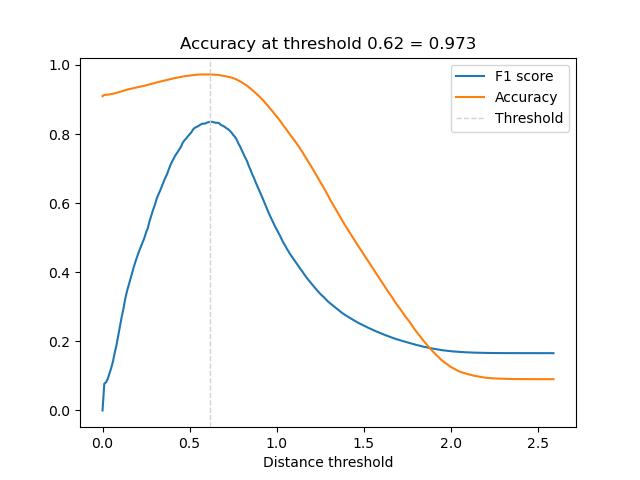 Accuracy at threshold 0.62 = 0.973
1.0
0.8
0.6
0.4
0.2
0.0
F1 score
Accuracy
Threshold
0.0 0.5 1.0 1.5 2.0 2.5
Distance threshold